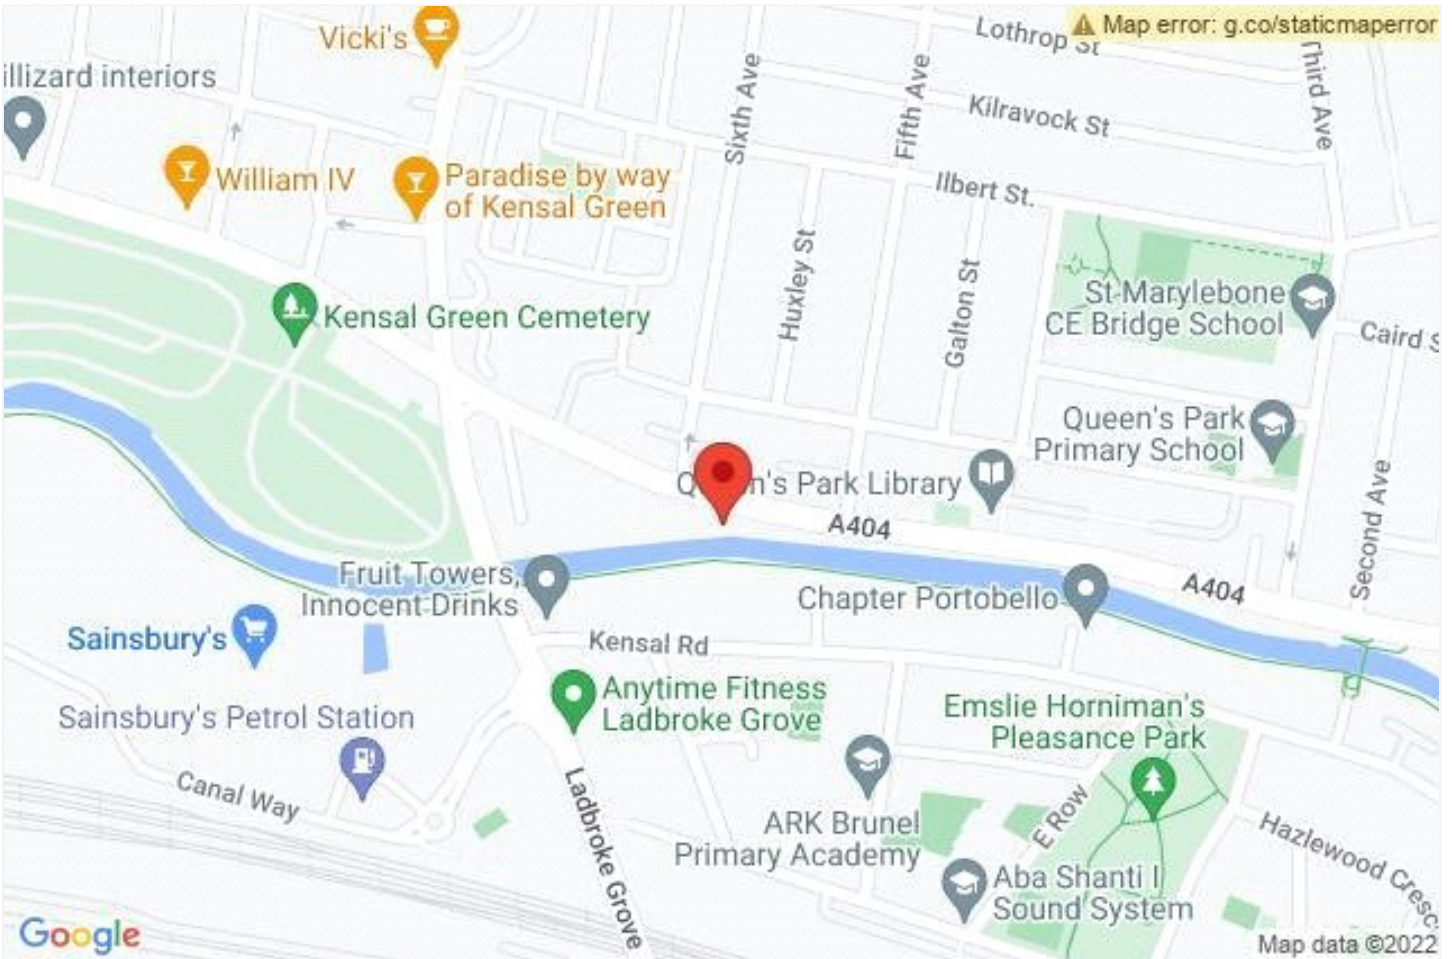 Vicki's
Lothrop St
Map error: g.co/staticmaperror
illizard interiors
Sixth Ave
Fifth Ave
Third Ave
Kilravock St
William IV
Paradise by way
of Kensal Green
Ilbert St.
Huxley St
Galton St
St Marylebone
CE Bridge School
Caird S
Kensal Green Cemetery
Queen's Park
Primary School
n's Park Library
A404
Second Ave
Fruit Towers,
Innocent Drinks
Chapter Portobello
A404
Sainsbury's
Kensal Rd
Anytime Fitness
Ladbroke Grove
Emslie Horniman's
Pleasance Park
Sainsbury's Petrol Station
Canal Way
Ladbroke Grove
ARK Brunel
Primary Academy
E Row
Hazlewood Cresc
Aba Shanti I
Sound System
Google
Map data ©2022